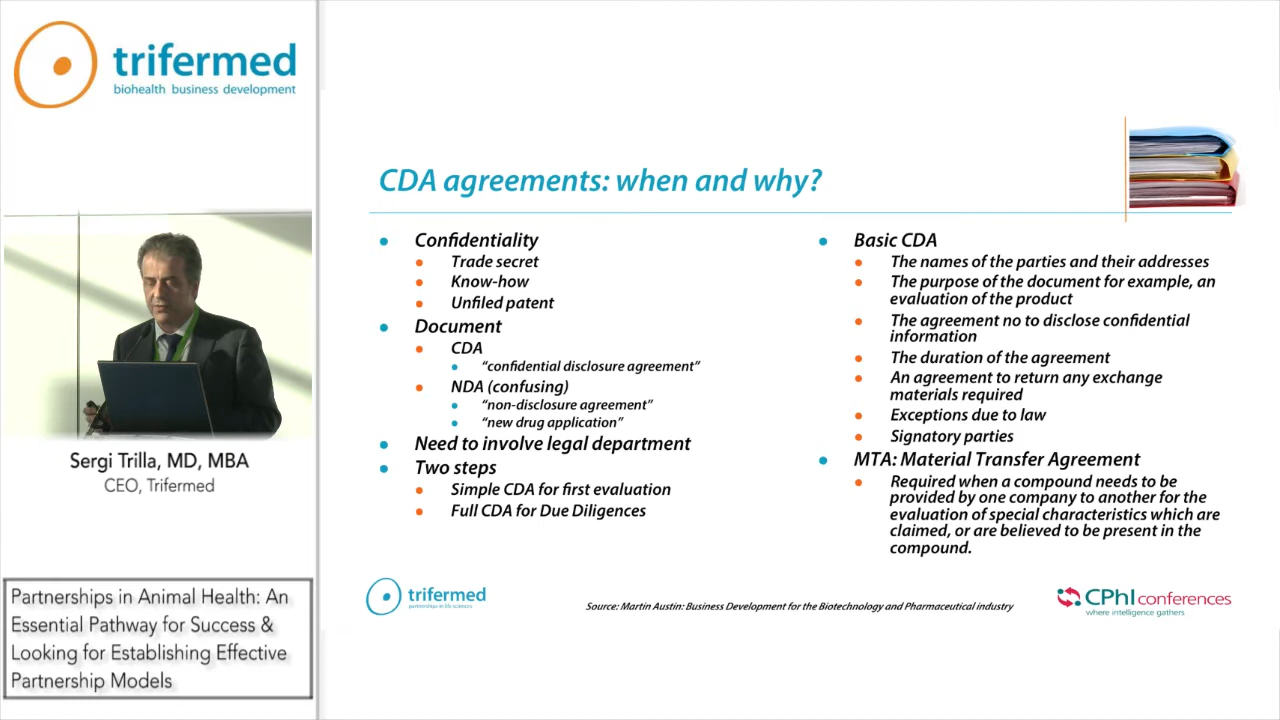 trifermed
biohealth business development
Sergi Trilla, MD, MBA
CEO, Trifermed
Partnerships in Animal Health: An
Essential Pathway for Success &
Looking for Establishing Effective
Partnership Models
CDA agreements: when and why?
Confidentiality
Trade secret
Know-how
Unfiled patent
Document
CDA
“confidential disclosure agreement”
NDA (confusing)
“non-disclosure agreement”
“new drug application”
Need to involve legal department
Two steps
Simple CDA for first evaluation
Full CDA for Due Diligences
Basic CDA
The names of the parties and their addresses
The purpose of the document for example, an
evaluation of the product
The agreement no to disclose confidential
information
The duration of the agreement
An agreement to return any exchange
materials required
Exceptions due to law
Signatory parties
MTA: Material Transfer Agreement
Required when a compound needs to be
provided by one company to another for the
evaluation of special characteristics which are
claimed, or are believed to be present in the
compound.
trifermed
partnerships in life sciences
Source: Martin Austin: Business Development for the Biotechnology and Pharmaceutical industry
CPhI conferences
where intelligence gathers